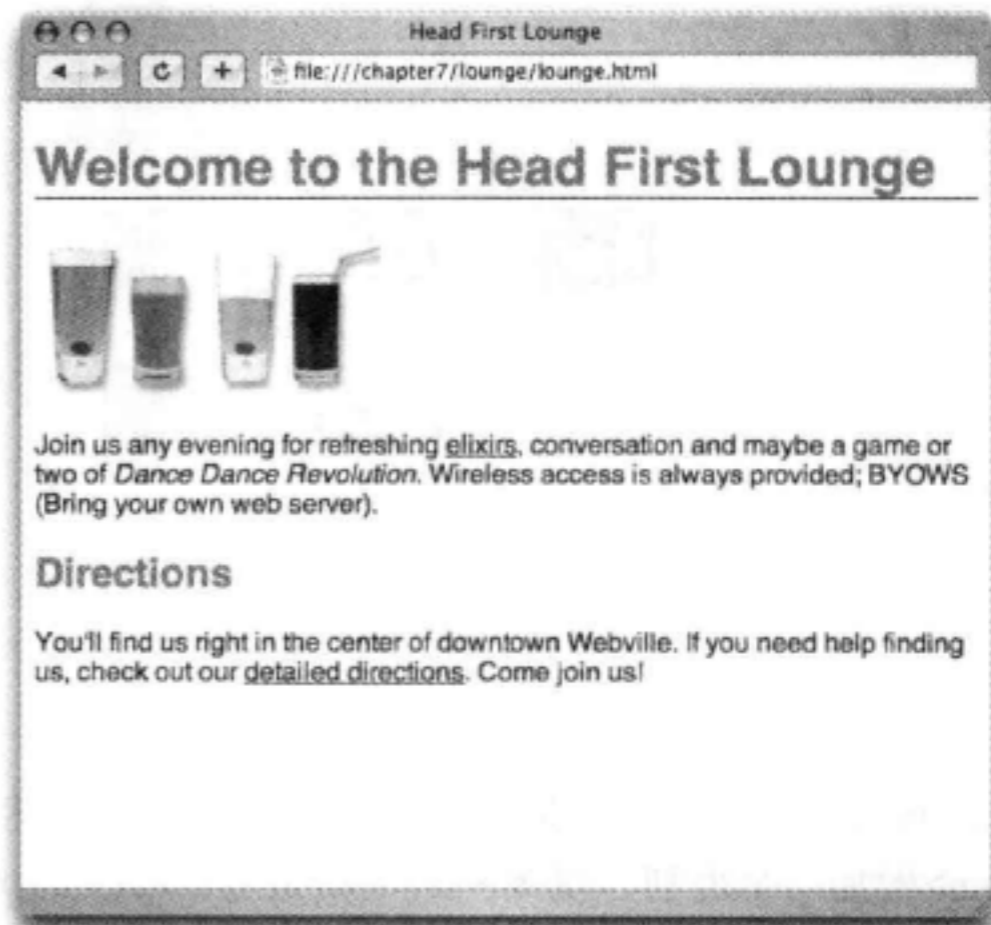 Head First Lounge
file:///chapter7/lounge/lounge.html
Welcome to the Head First Lounge
Join us any evening for refreshing elixirs, conversation and maybe a game or
two of Dance Dance Revolution. Wireless access is always provided; BYOWS
(Bring your own web server).
Directions
You'll find us right in the center of downtown Webville. If you need help finding
us, check out our detailed directions. Come join us!